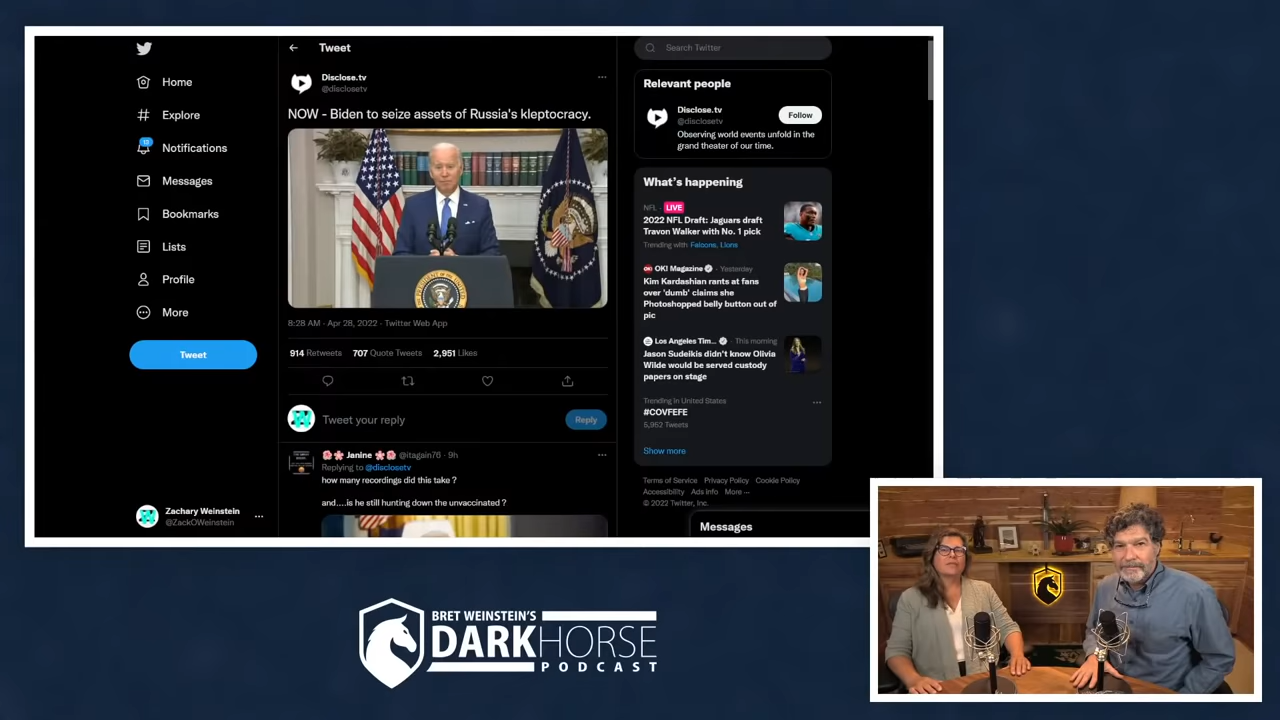 Home
Explore
13
Notifications
Messages
Bookmarks
Lists
Profile
More
Tweet
Zachary Weinstein
@ZackOWeinstein
Tweet
Disclose.tv
@disclosetv
NOW - Biden to seize assets of Russia's kleptocracy.
8:28 AM · Apr 28, 2022 · Twitter Web App
914 Retweets 707 Quote Tweets 2,951 Likes
Tweet your reply
Reply
Janine @itagain76 · 9h
Replying to @disclosetv
how many recordings did this take ?
and....is he still hunting down the unvaccinated ?
Search Twitter
Relevant people
Disclose.tv
@disclosetv
Follow
Observing world events unfold in the
grand theater of our time.
What's happening
NFL · LIVE
2022 NFL Draft: Jaguars draft
Travon Walker with No. 1 pick
Trending with Falcons, Lions
OK! Magazine · Yesterday
Kim Kardashian rants at fans
over 'dumb' claims she
Photoshopped belly button out of
pic
Los Angeles Tim... · This morning
Jason Sudeikis didn't know Olivia
Wilde would be served custody
papers on stage
Trending in United States
#COVFEFE
5,952 Tweets
Show more
Terms of Service Privacy Policy Cookie Policy
Accessibility Ads info More ···
© 2022 Twitter, Inc.
Messages
BRET WEINSTEIN'S
DARKHORSE
PODCAST